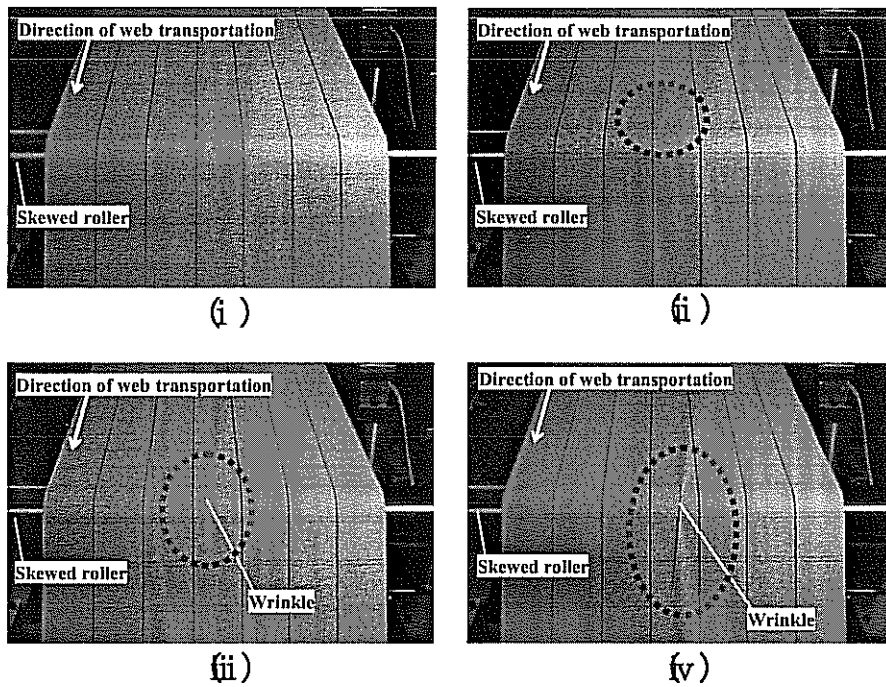 Direction of web transportation
Skewed roller
(i)
Direction of web transportation
Skewed roller
(ii)
Direction of web transportation
Skewed roller
Wrinkle
(iii)
Direction of web transportation
Skewed roller
Wrinkle
(iv)